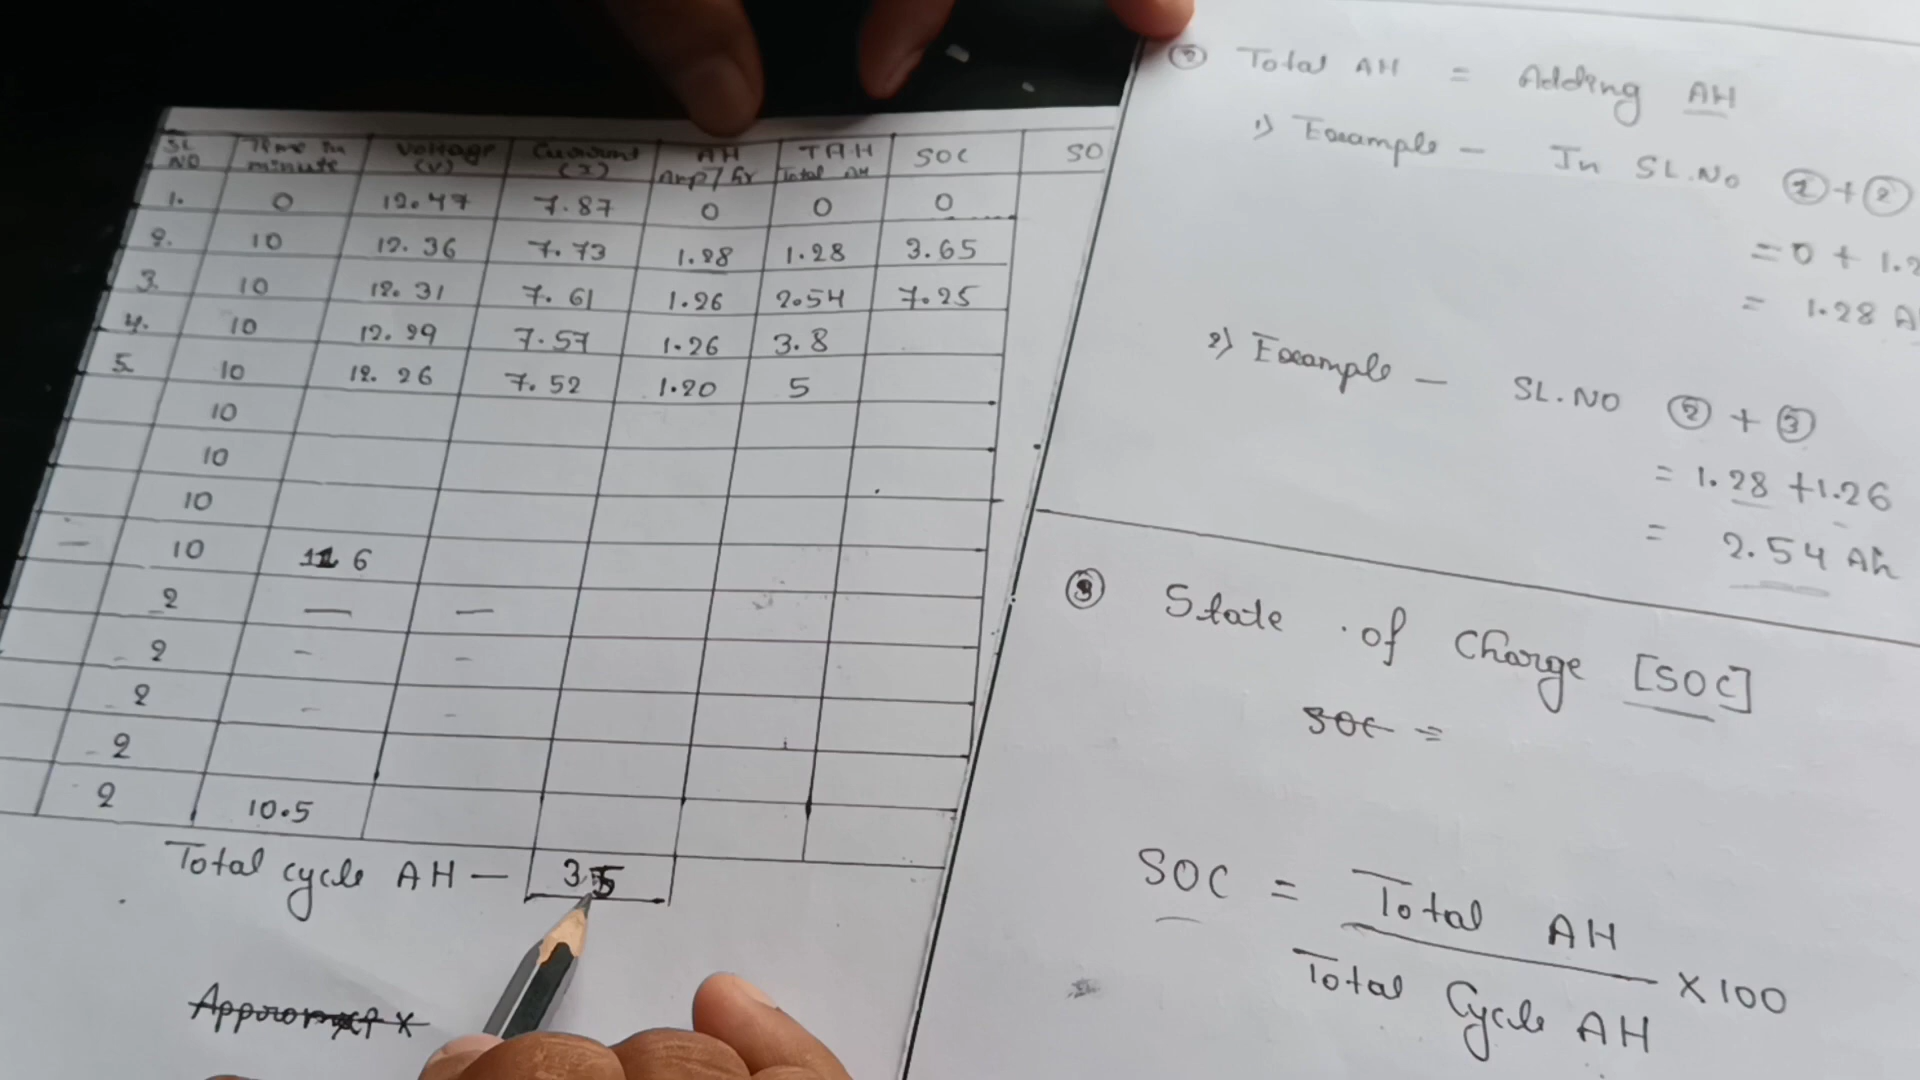 SL NO Time in minute Voltage (V) Current (I) AH Amp/hr TAH Total AH SOC SO
1. 0 12.47 7.87 0 0 0
2. 10 12.36 7.73 1.28 1.28 3.65
3. 10 12.31 7.61 1.26 2.54 7.25
4. 10 12.29 7.57 1.26 3.8
5. 10 12.26 7.52 1.20 5
10
10
10
— 10 11.6
2 — —
2 - -
2 - -
2
2 10.5
Total cycle AH — 35
② Total AH = Adding AH
1) Example — In SL.No ①+②
= 0 + 1.2
= 1.28 A
2) Example — SL.NO ② + ③
= 1.28 +1.26
= 2.54 Ah
③ State of Charge [SOC]
SOC =
SOC = Total AH
Total Cycle AH
X 100